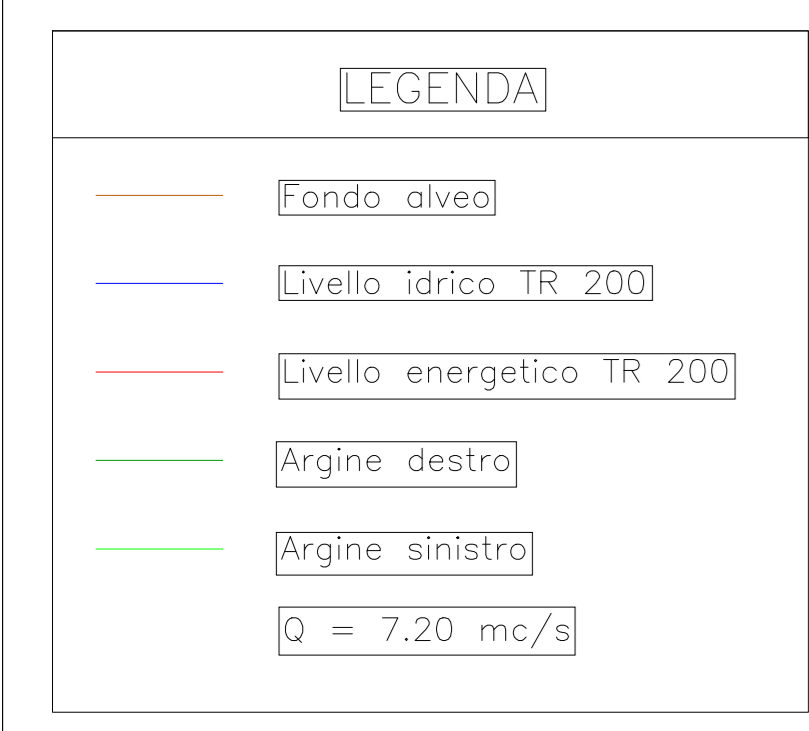 LEGENDA
Fondo alveo
Livello idrico TR 200
Livello energetico TR 200
Argine destro
Argine sinistro
Q = 7.20 mc/s